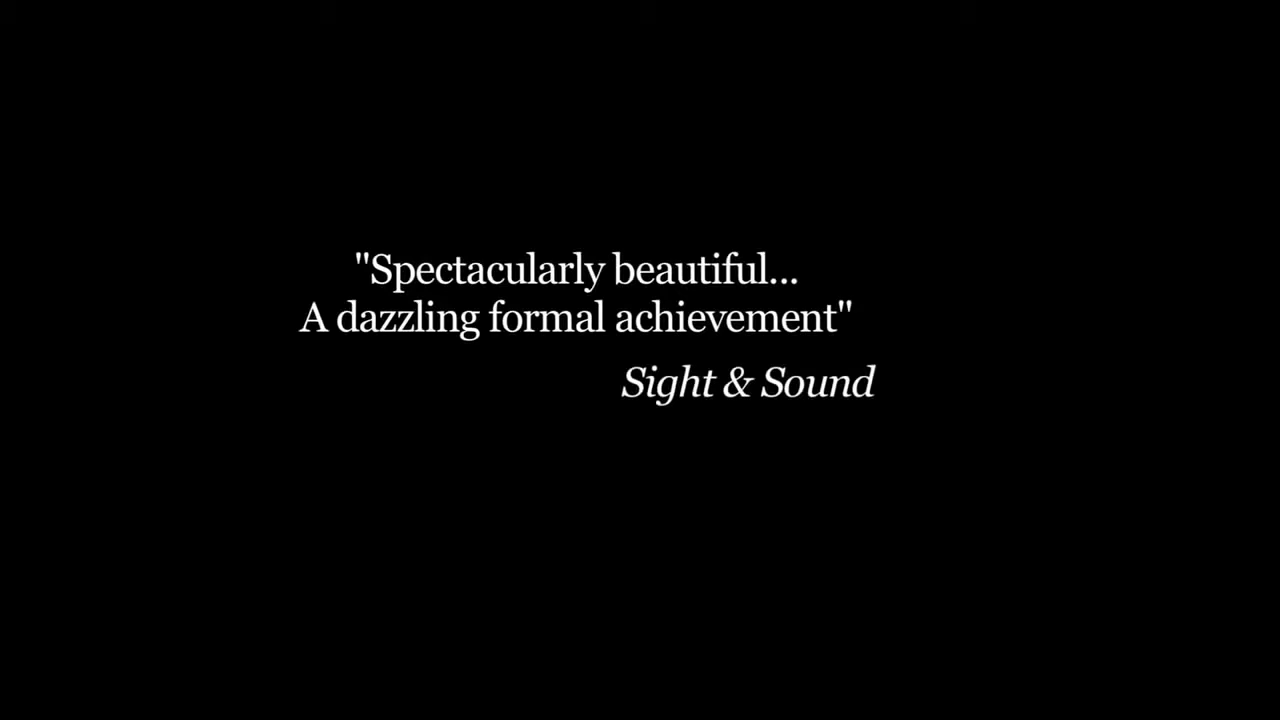 "Spectacularly beautiful...
A dazzling formal achievement"
Sight & Sound